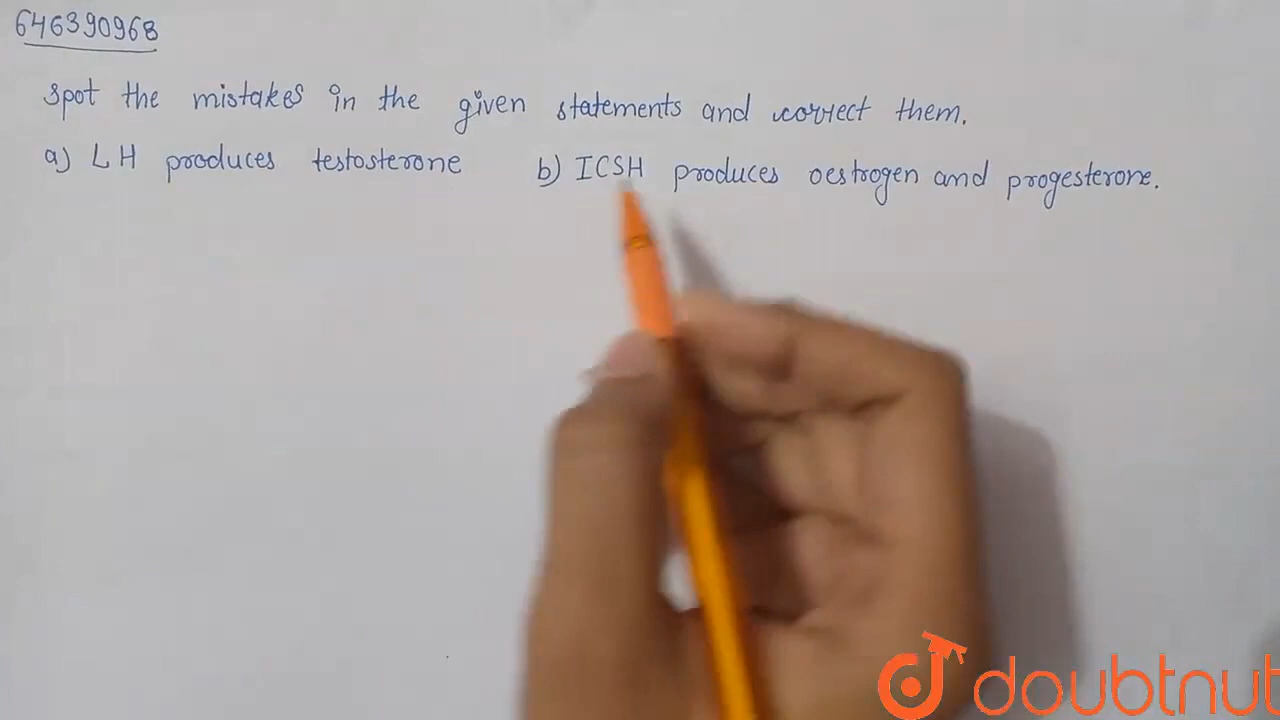 646390968
Spot the mistakes in the given statements and correct them.
a) LH produces testosterone b) ICSH produces oestrogen and progesterone.
doubtnut